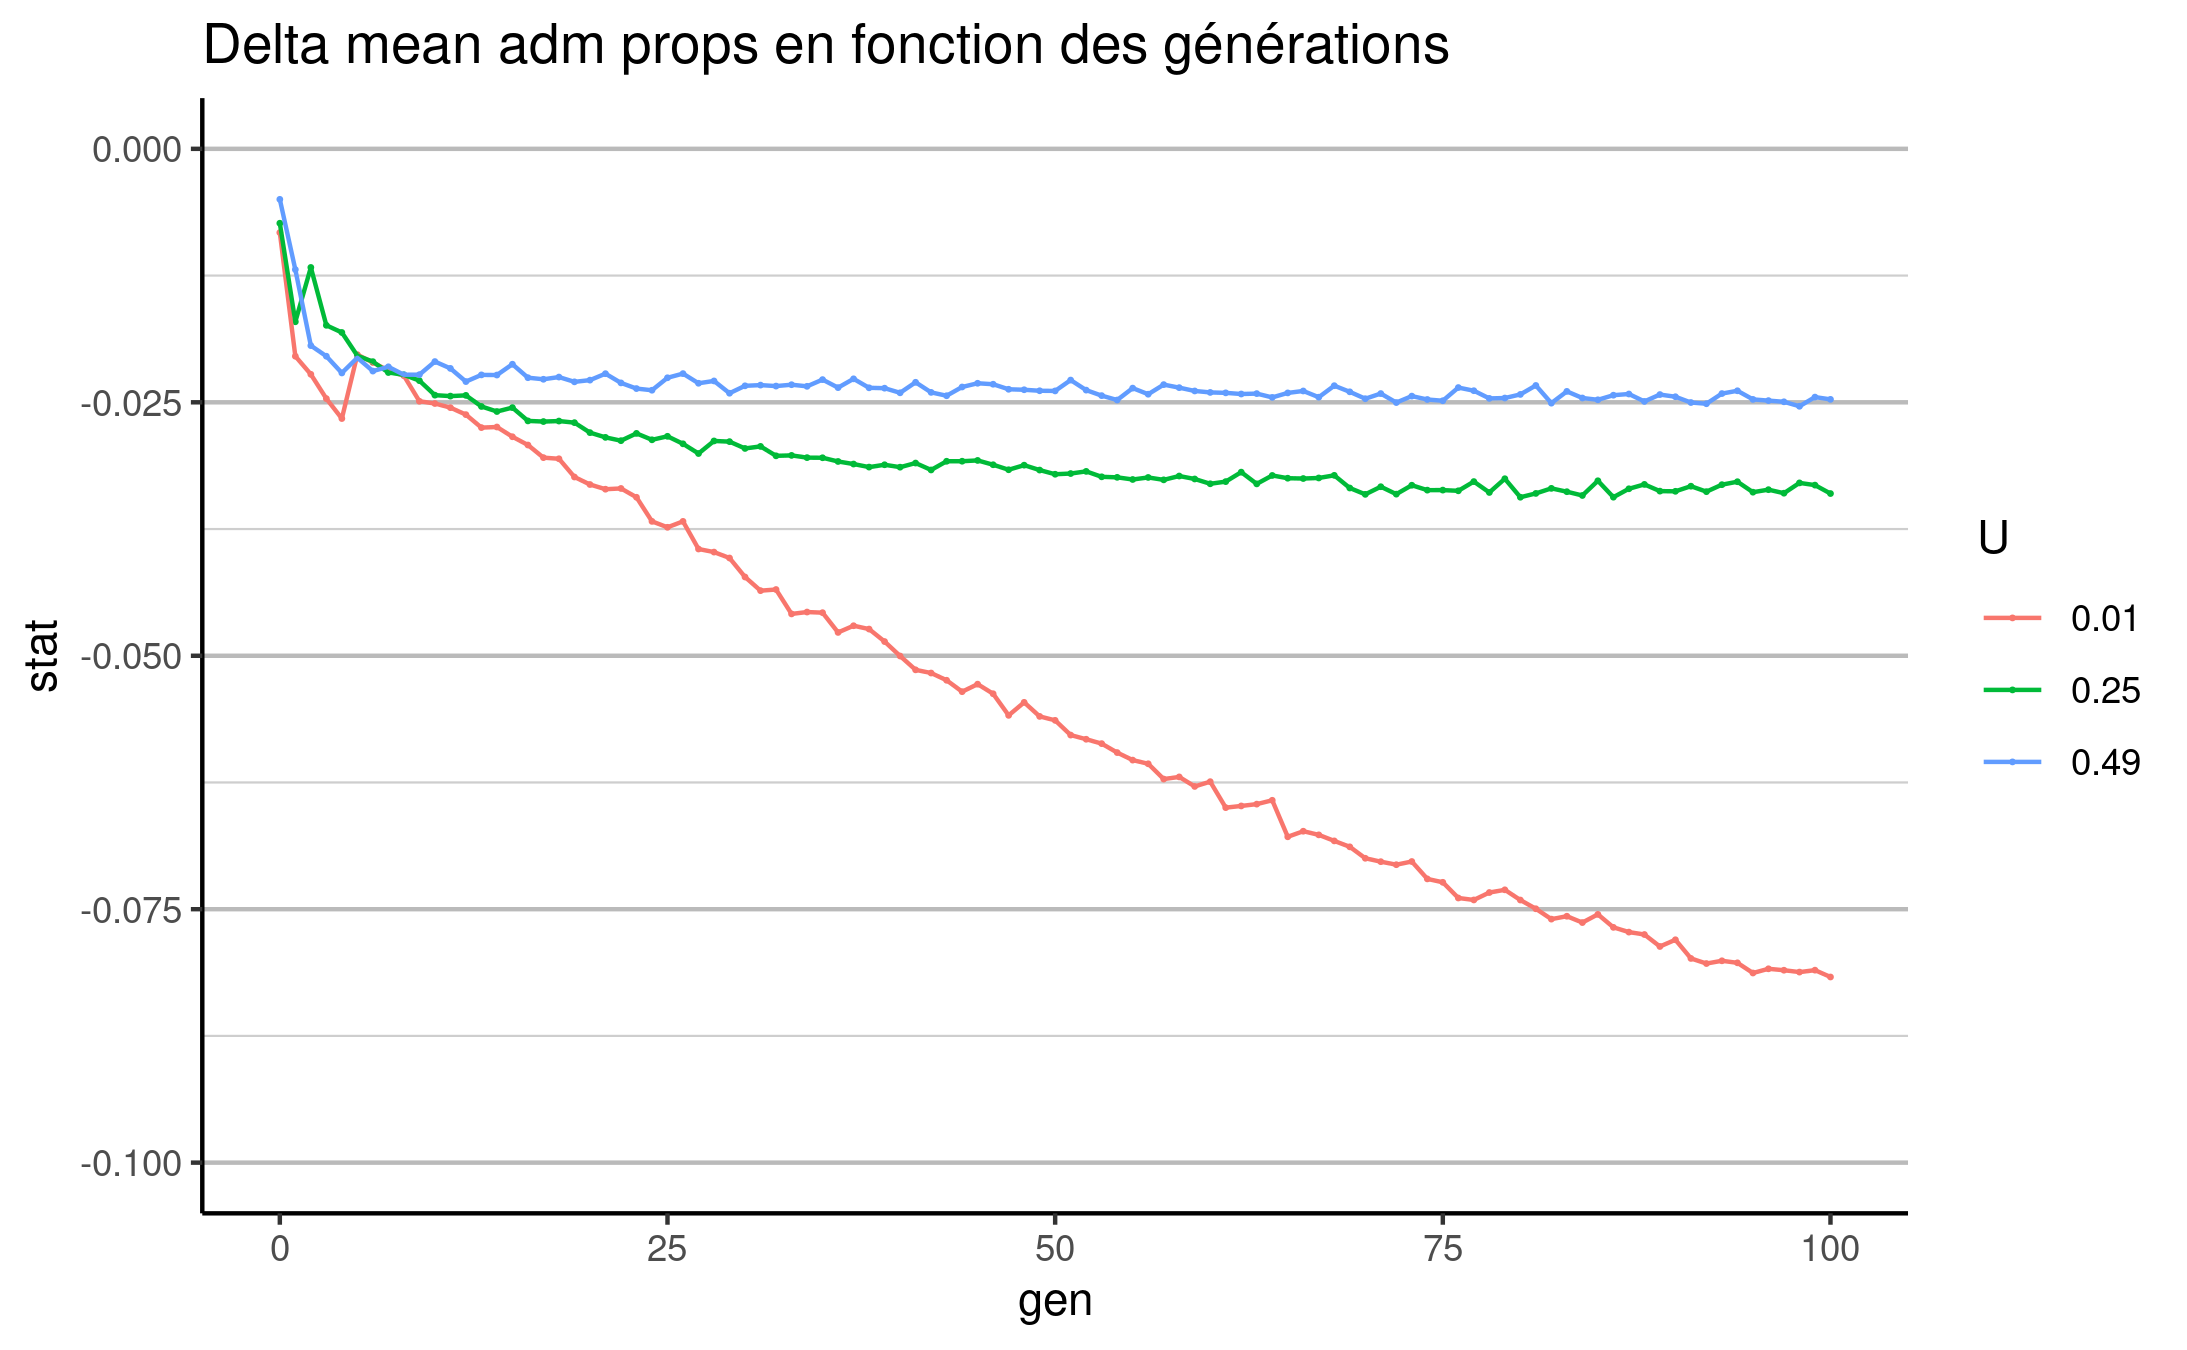 Delta mean adm props en fonction des générations
stat
0.000
-0.025
-0.050
-0.075
-0.100
0 25 50 75 100
gen
U
0.01
0.25
0.49